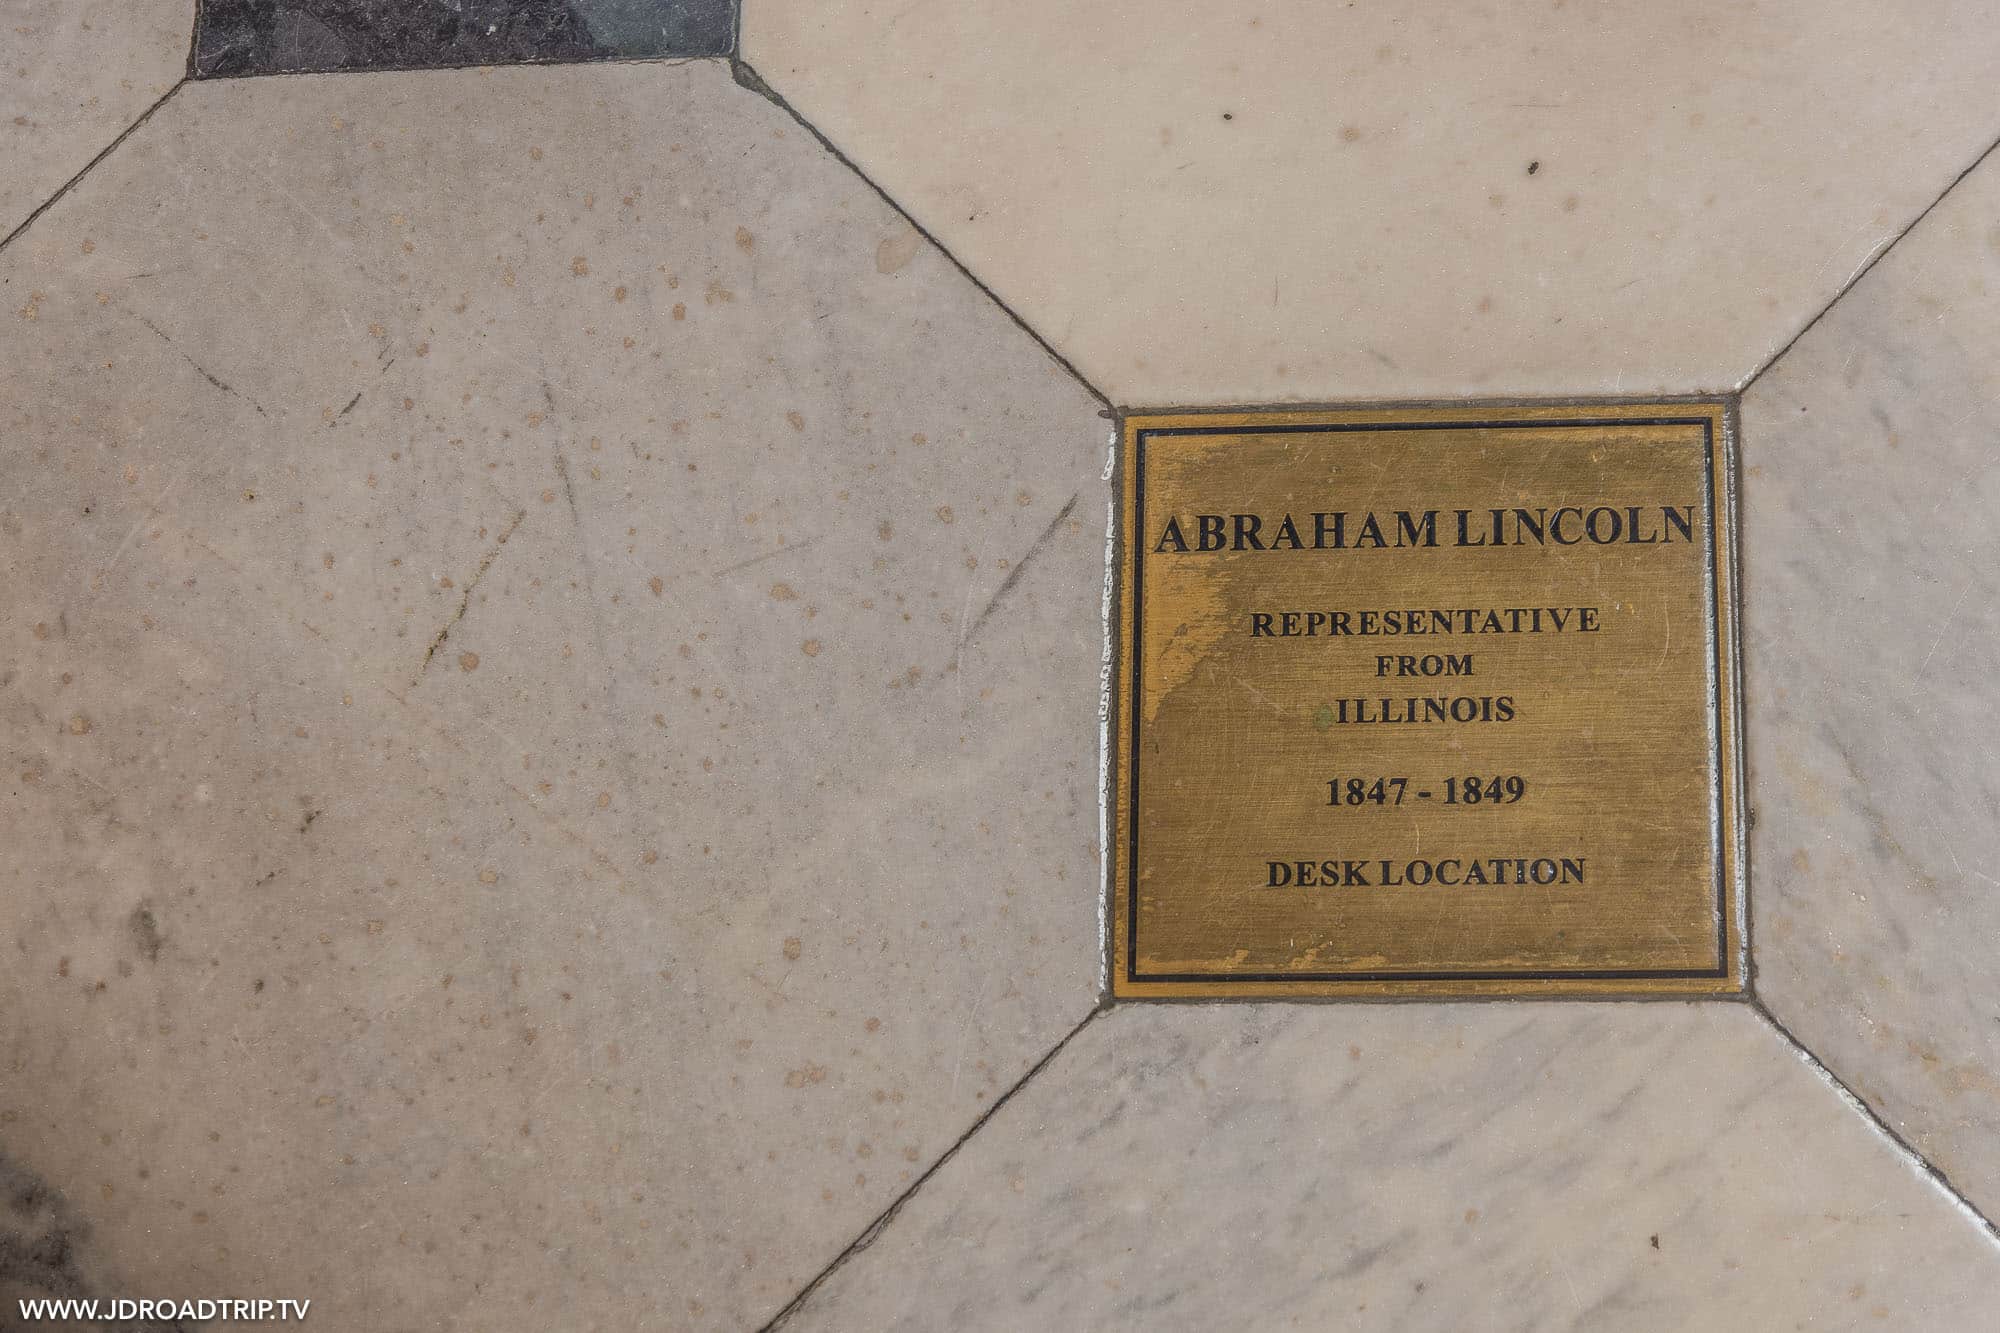 ABRAHAM LINCOLN
REPRESENTATIVE
FROM
ILLINOIS
1847 - 1849
DESK LOCATION
WWW.JDROADTRIP.TV